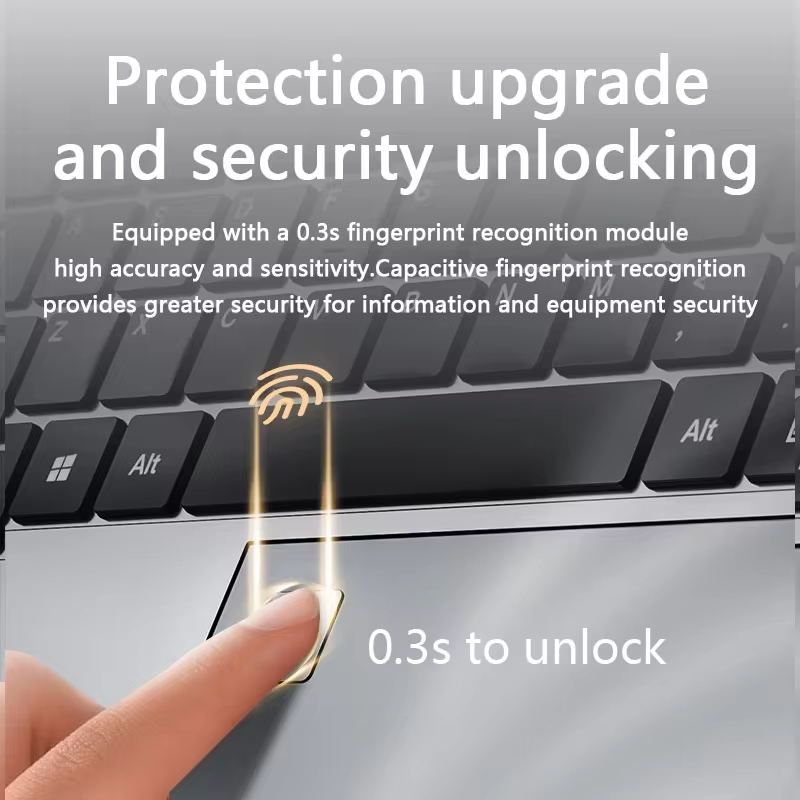 Protection upgrade
and security unlocking
Equipped with a 0.3s fingerprint recognition module
high accuracy and sensitivity.Capacitive fingerprint recognition
provides greater security for information and equipment security
Z X C V B N M ,
Alt Alt
0.3s to unlock